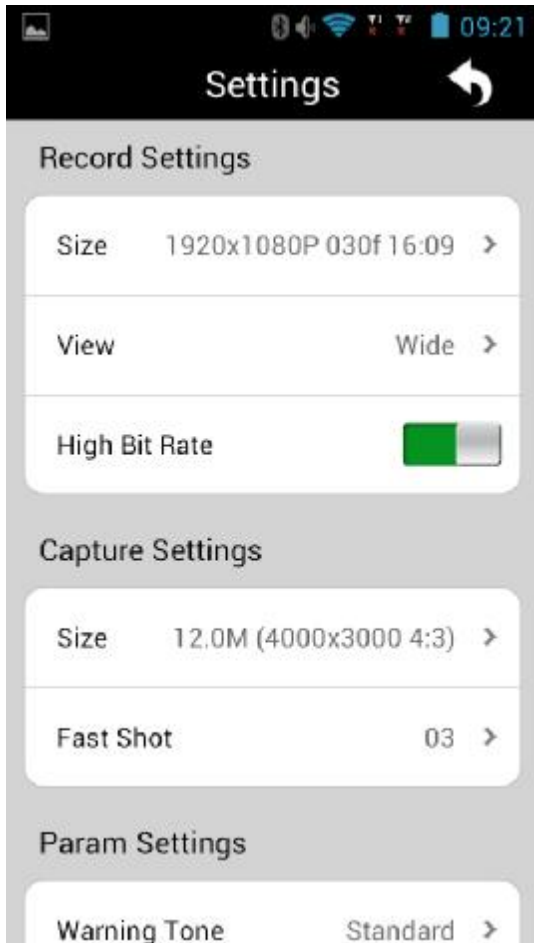 09:21
Settings
Record Settings
Size 1920x1080P 030f 16:09
View Wide
High Bit Rate
Capture Settings
Size 12.0M (4000x3000 4:3)
Fast Shot 03
Param Settings
Warning Tone Standard